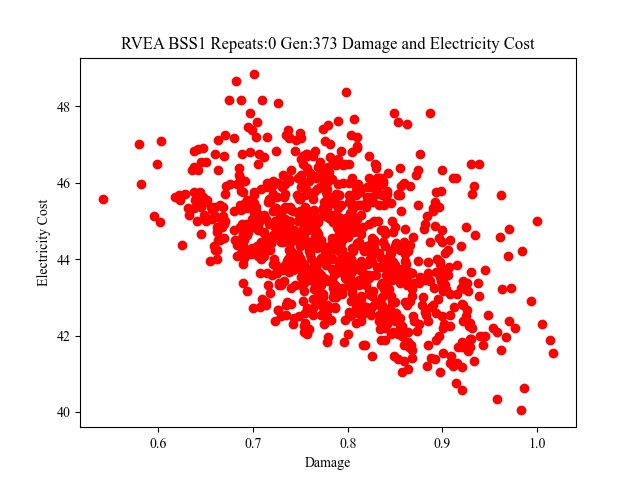 RVEA BSS1 Repeats:0 Gen:373 Damage and Electricity Cost
48
46
44
42
40
Electricity Cost
0.6 0.7 0.8 0.9 1.0
Damage